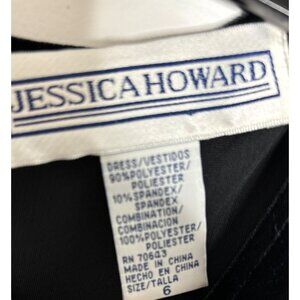 JESSICA HOWARD
DRESS/VESTIDOS
90%POLYESTER/
POLIESTER
10%SPANDEX/
SPANDEX
COMBINATION/
COMBINACION
100%POLYESTER/
POLIESTER
RN 70643
MADE IN CHINA
HECHO EN CHINA
SIZE/TALLA
6